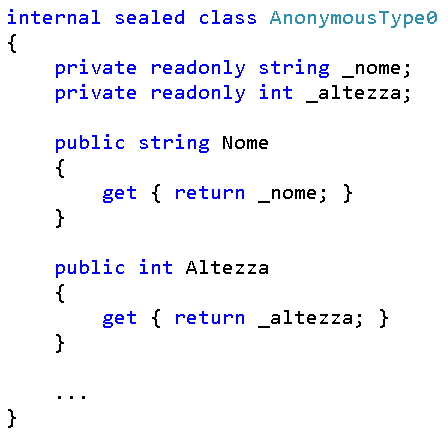 internal sealed class AnonymousType0
{
    private readonly string _nome;
    private readonly int _altezza;

    public string Nome
    {
        get { return _nome; }
    }

    public int Altezza
    {
        get { return _altezza; }
    }

    ...
}